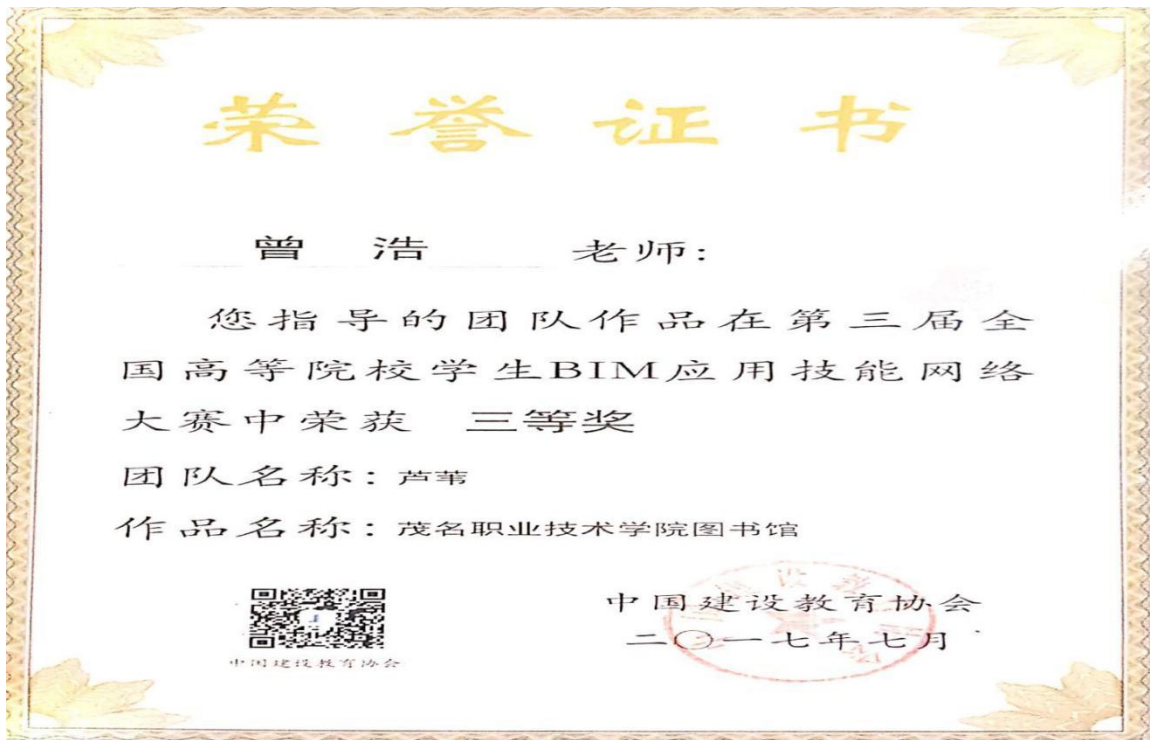 荣誉证书
曾浩 老师：
您指导的团队作品在第三届全
国高等院校学生BIM应用技能网络
大赛中荣获 三等奖
团队名称：芦苇
作品名称：茂名职业技术学院图书馆
中国建设教育协会
二〇一七年七月
中国建设教育协会